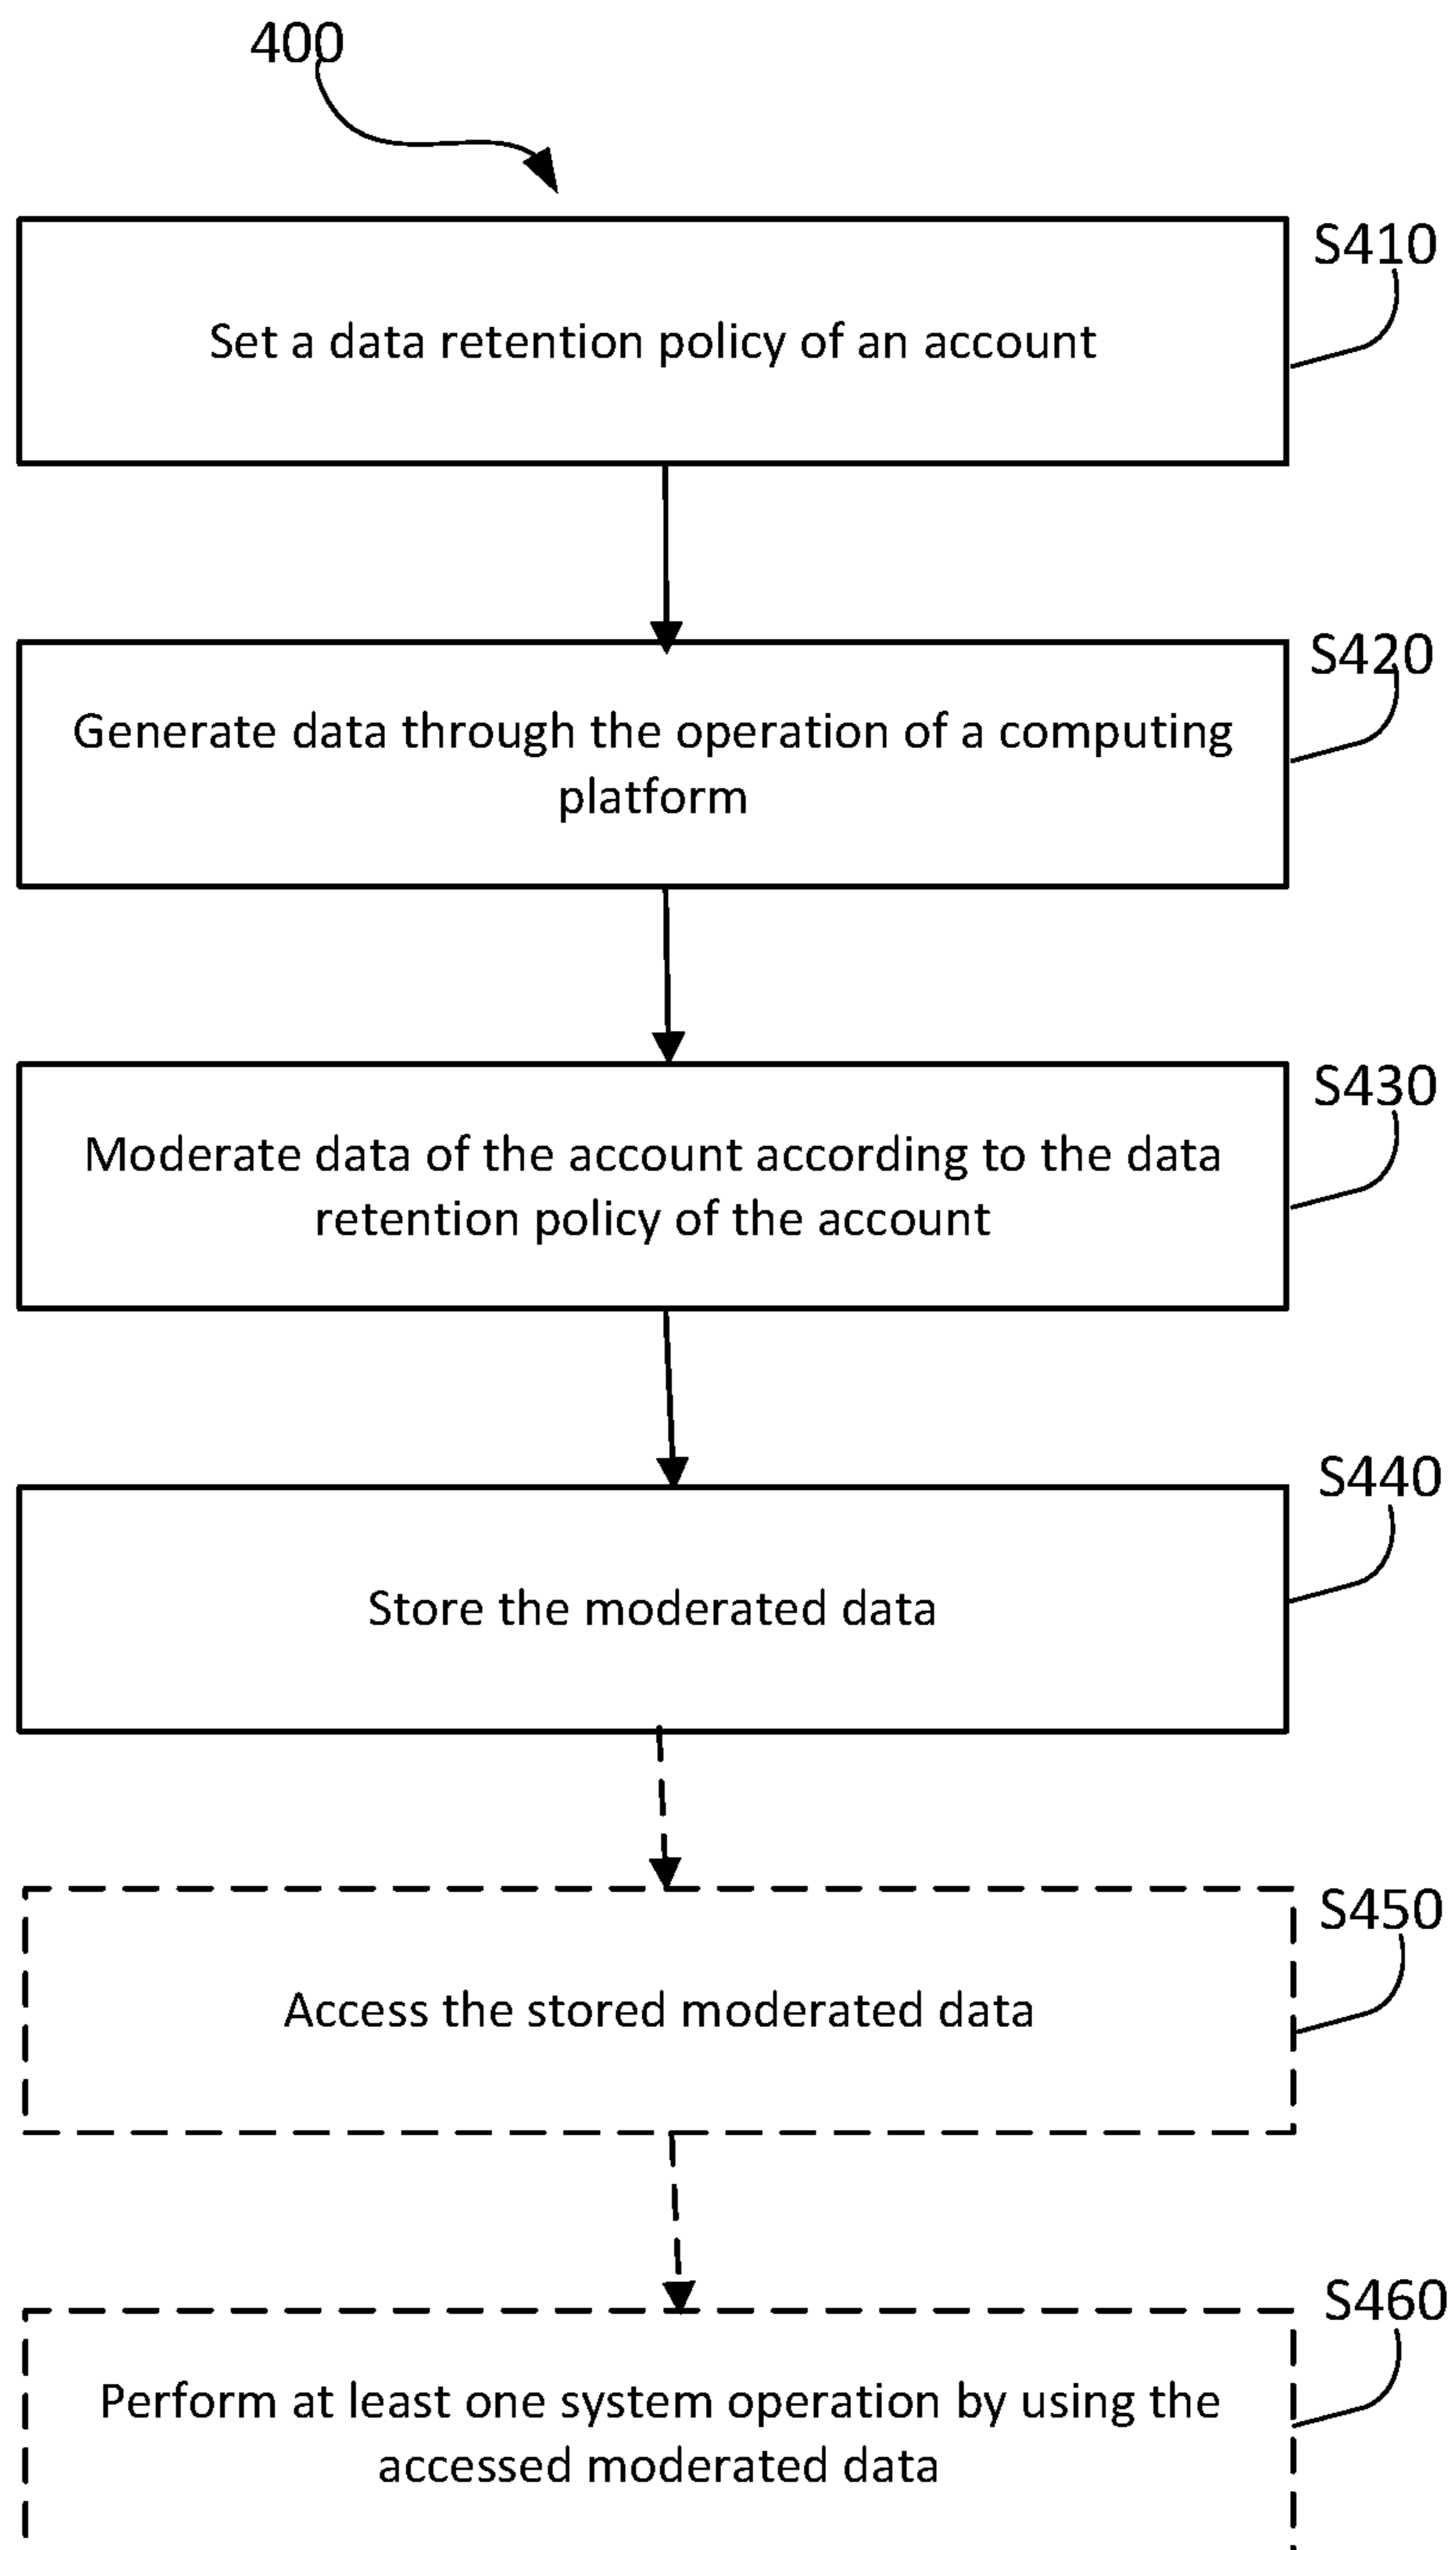 400
S410
Set a data retention policy of an account
S420
Generate data through the operation of a computing
platform
S430
Moderate data of the account according to the data
retention policy of the account
S440
Store the moderated data
S450
Access the stored moderated data
S460
Perform at least one system operation by using the
accessed moderated data